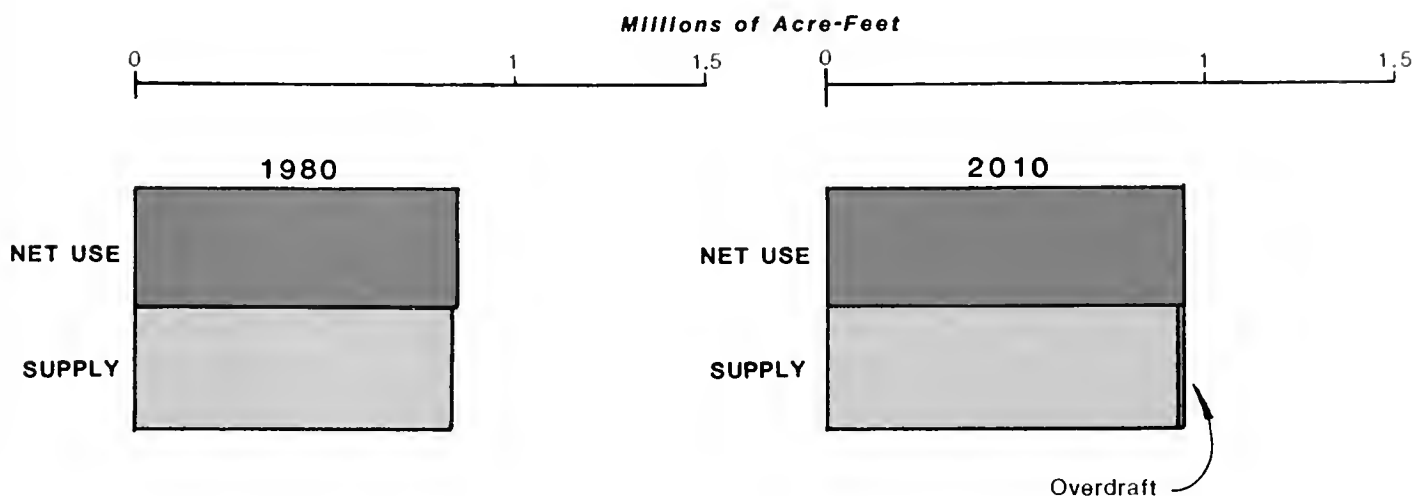 Millions of Acre-Feet
0 1 1.5 0 1 1.5
1980 2010
NET USE NET USE
SUPPLY SUPPLY
Overdraft